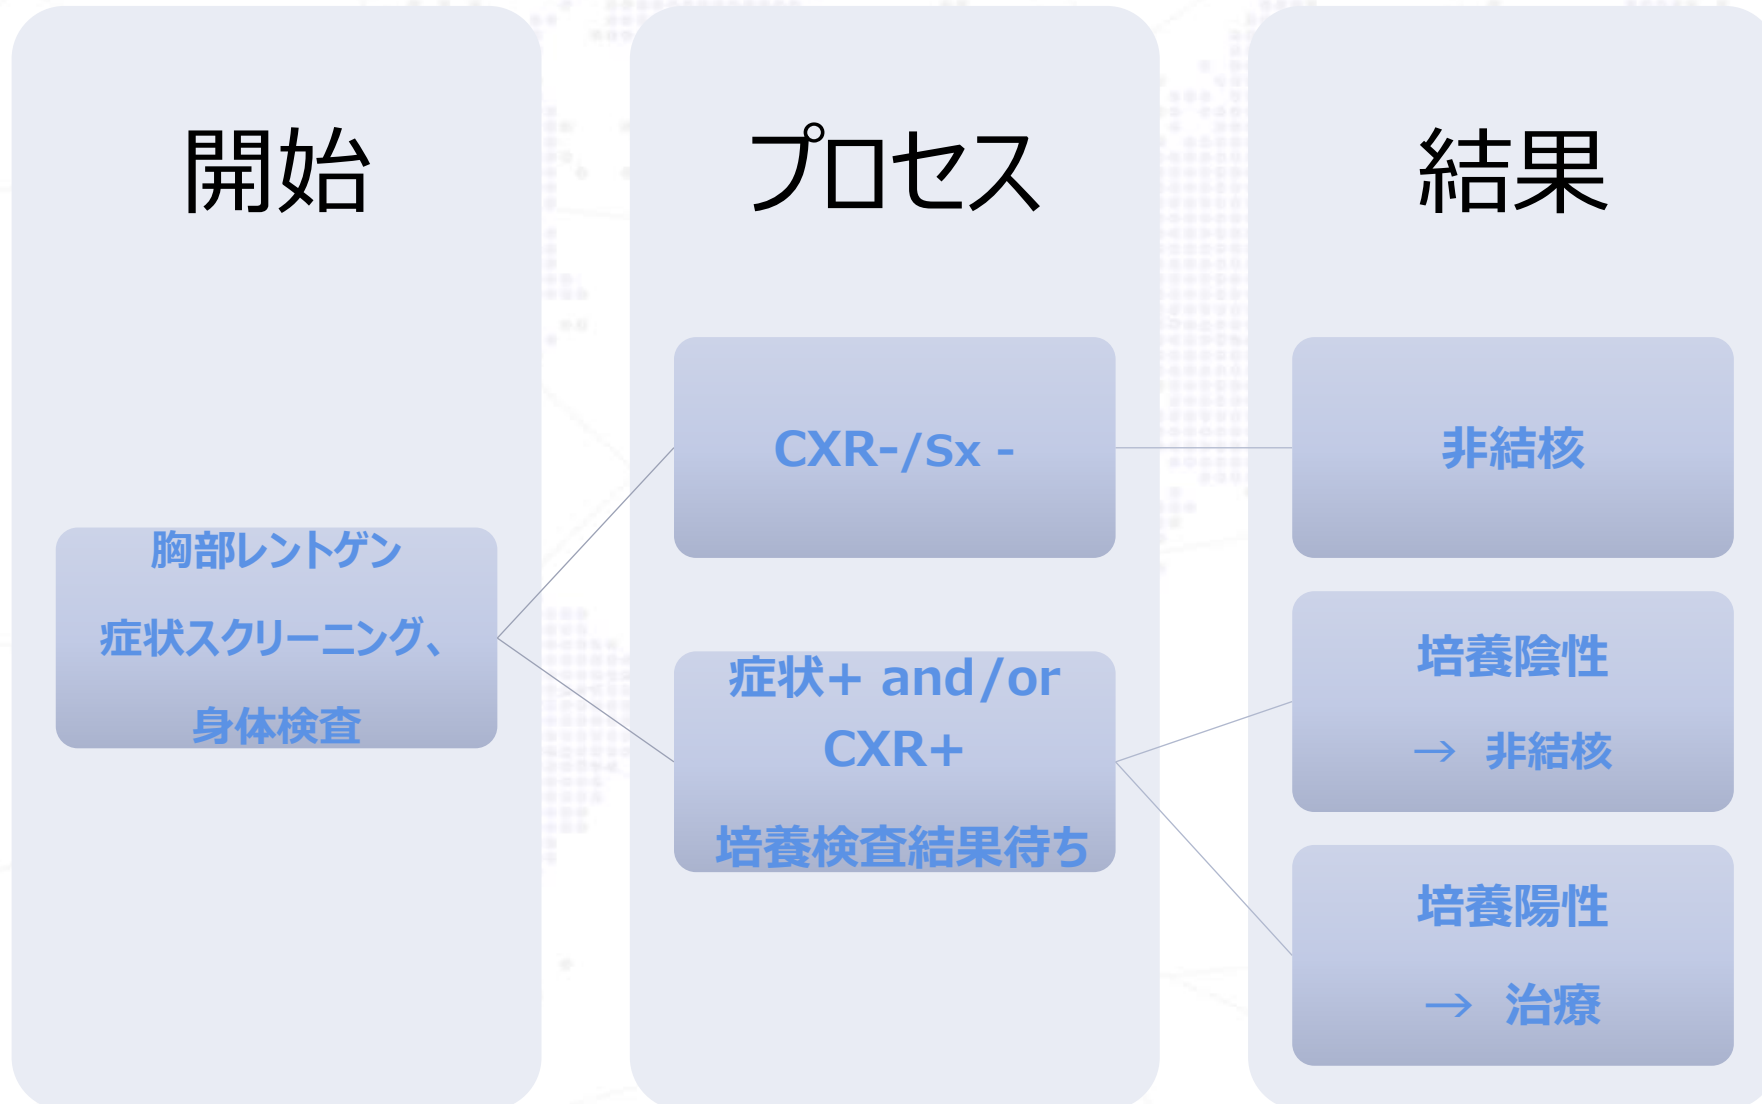 開始
プロセス
結果
胸部レントゲン
症状スクリーニング、
身体検査
CXR-/Sx -
症状+ and/or
CXR+
培養検査結果待ち
非結核
培養陰性
→ 非結核
培養陽性
→ 治療